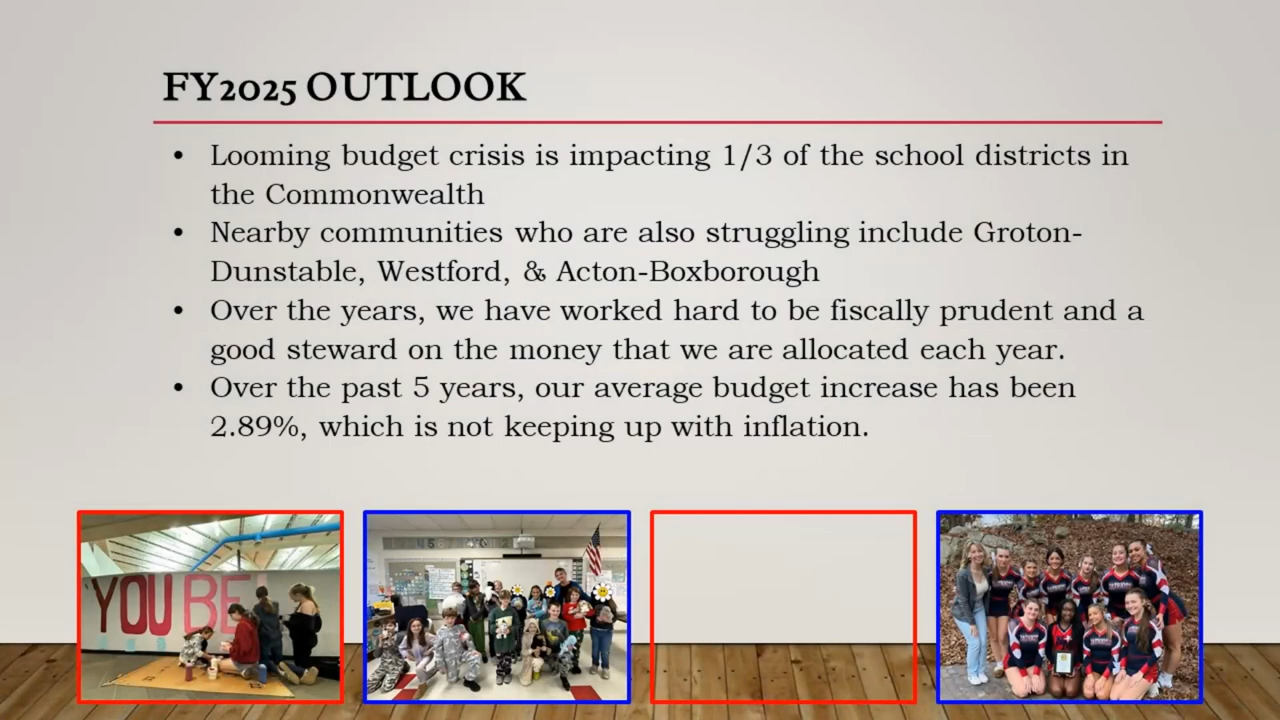 FY2025 OUTLOOK
• Looming budget crisis is impacting 1/3 of the school districts in
the Commonwealth
• Nearby communities who are also struggling include Groton-
Dunstable, Westford, & Acton-Boxborough
• Over the years, we have worked hard to be fiscally prudent and a
good steward on the money that we are allocated each year.
• Over the past 5 years, our average budget increase has been
2.89%, which is not keeping up with inflation.
YOU BE